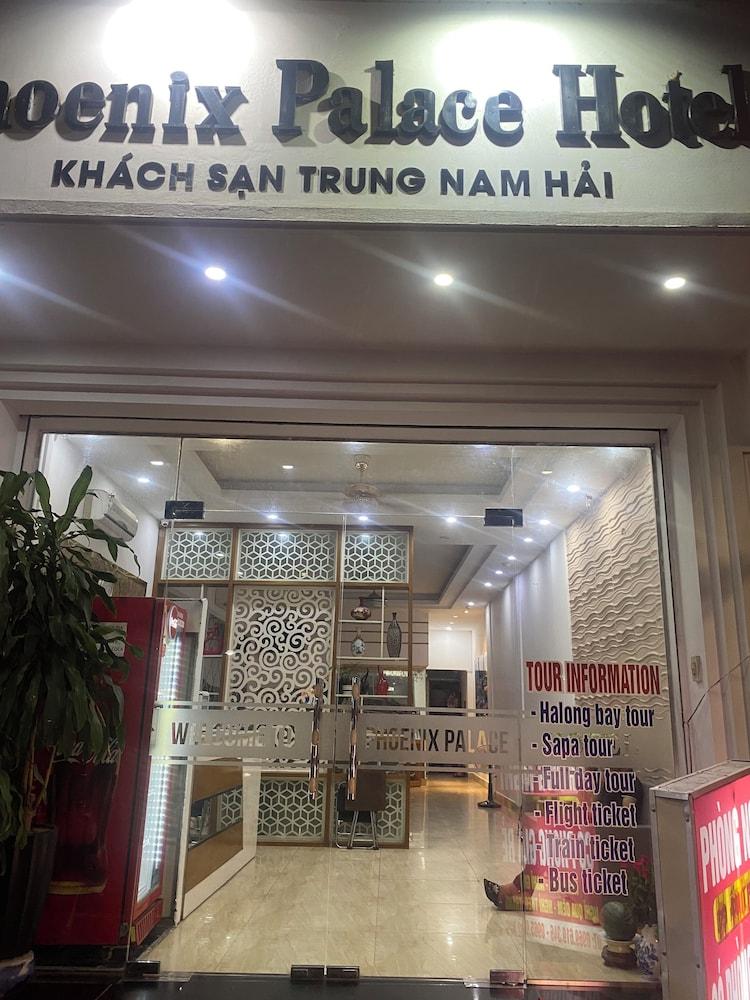 hoenix Palace Hotel
KHÁCH SẠN TRUNG NAM HẢI
WELCOME TO PHOENIX PALACE
TOUR INFORMATION
- Halong bay tour
- Sapa tour
- Full day tour
- Flight ticket
- Train ticket
- Bus ticket
PHÒNG